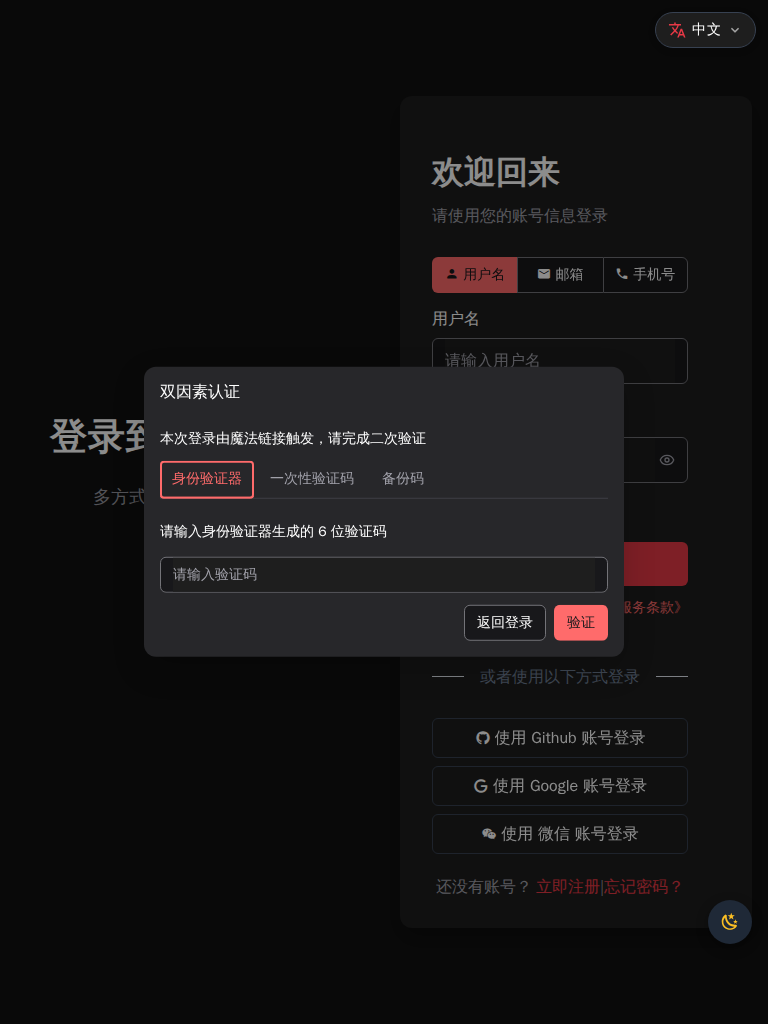 中文
欢迎回来
请使用您的账号信息登录
用户名
邮箱
手机号
用户名
请输入用户名
登录到
多方式
双因素认证
本次登录由魔法链接触发，请完成二次验证
身份验证器
一次性验证码
备份码
请输入身份验证器生成的 6 位验证码
请输入验证码
返回登录
验证
服务条款》
或者使用以下方式登录
使用 Github 账号登录
使用 Google 账号登录
使用 微信 账号登录
还没有账号？ 立即注册|忘记密码？